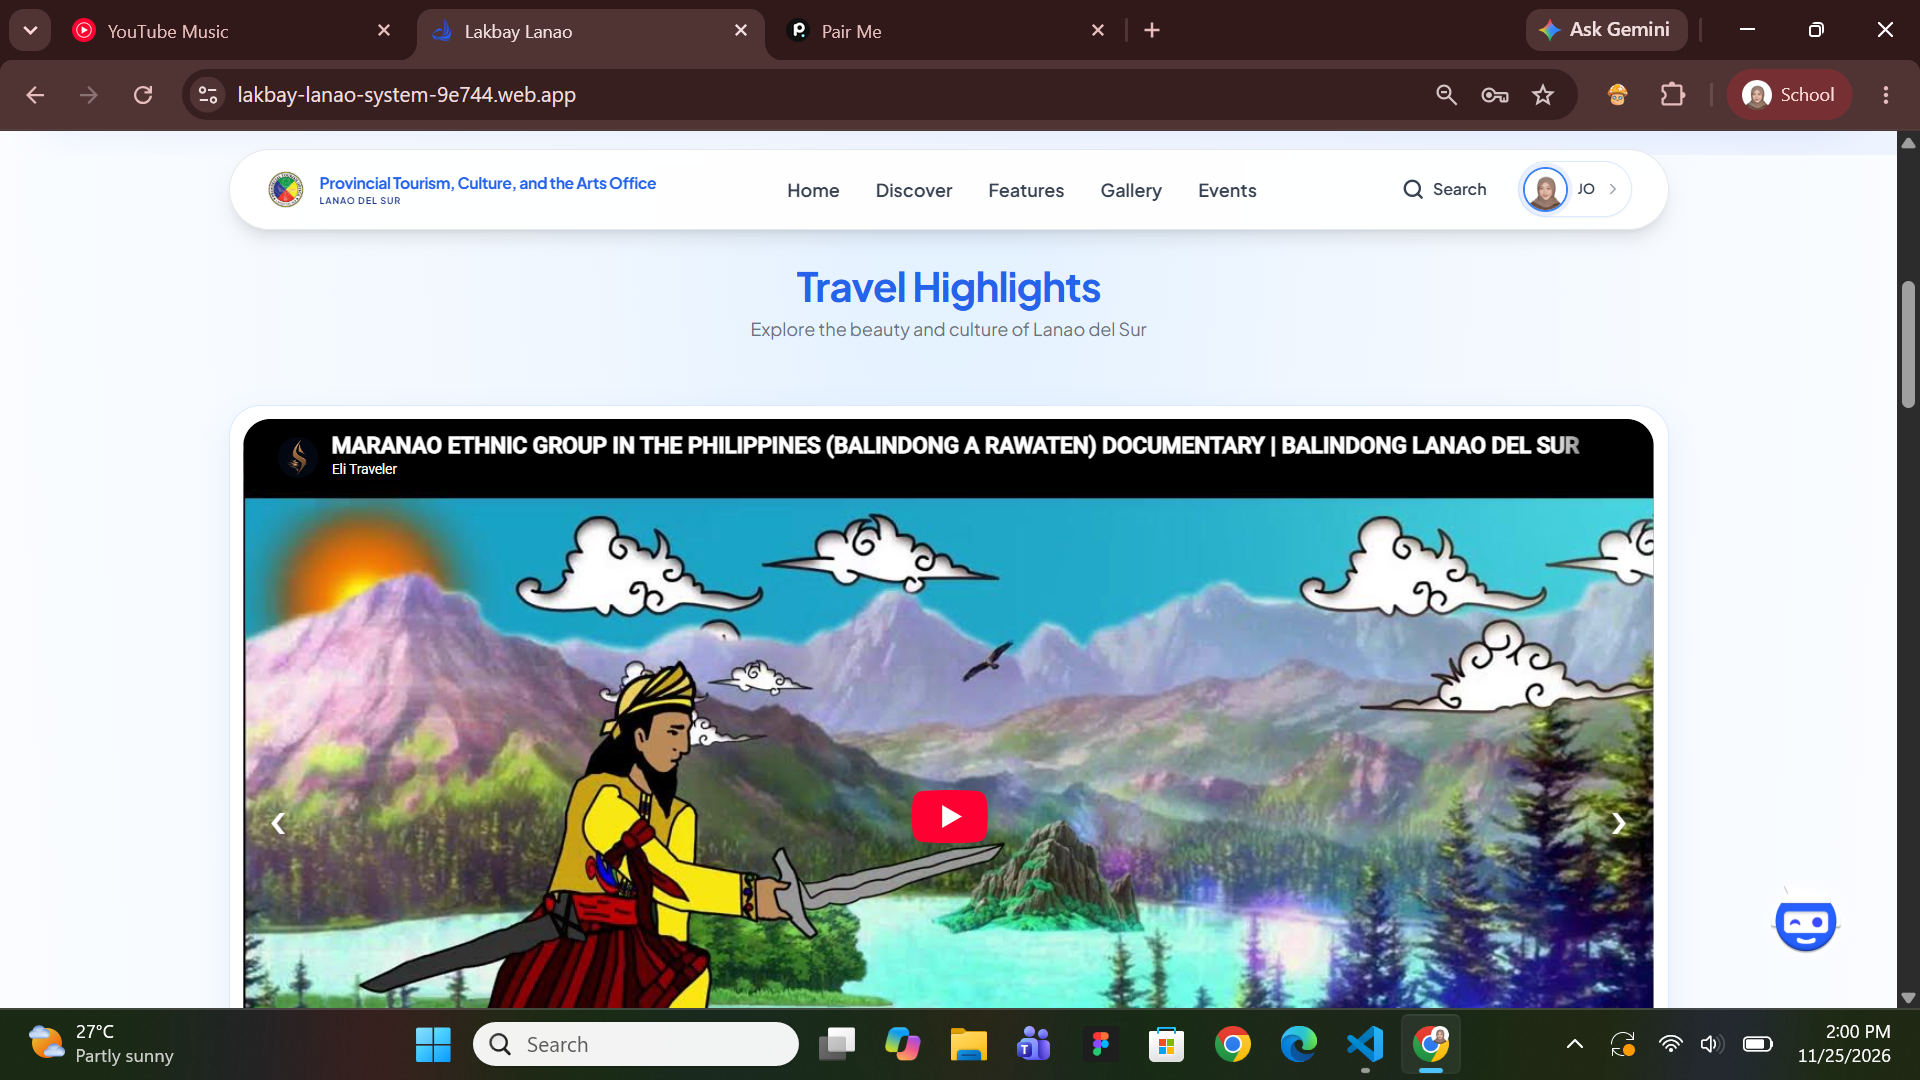 YouTube Music
Lakbay Lanao
Pair Me
Ask Gemini
lakbay-lanao-system-9e744.web.app
School
Provincial Tourism, Culture, and the Arts Office
LANAO DEL SUR
Home
Discover
Features
Gallery
Events
Search
JO
Travel Highlights
Explore the beauty and culture of Lanao del Sur
MARANAO ETHNIC GROUP IN THE PHILIPPINES (BALINDONG A RAWATEN) DOCUMENTARY | BALINDONG LANAO DEL SUR
Eli Traveler
27°C
Partly sunny
Search
2:00 PM
11/25/2026